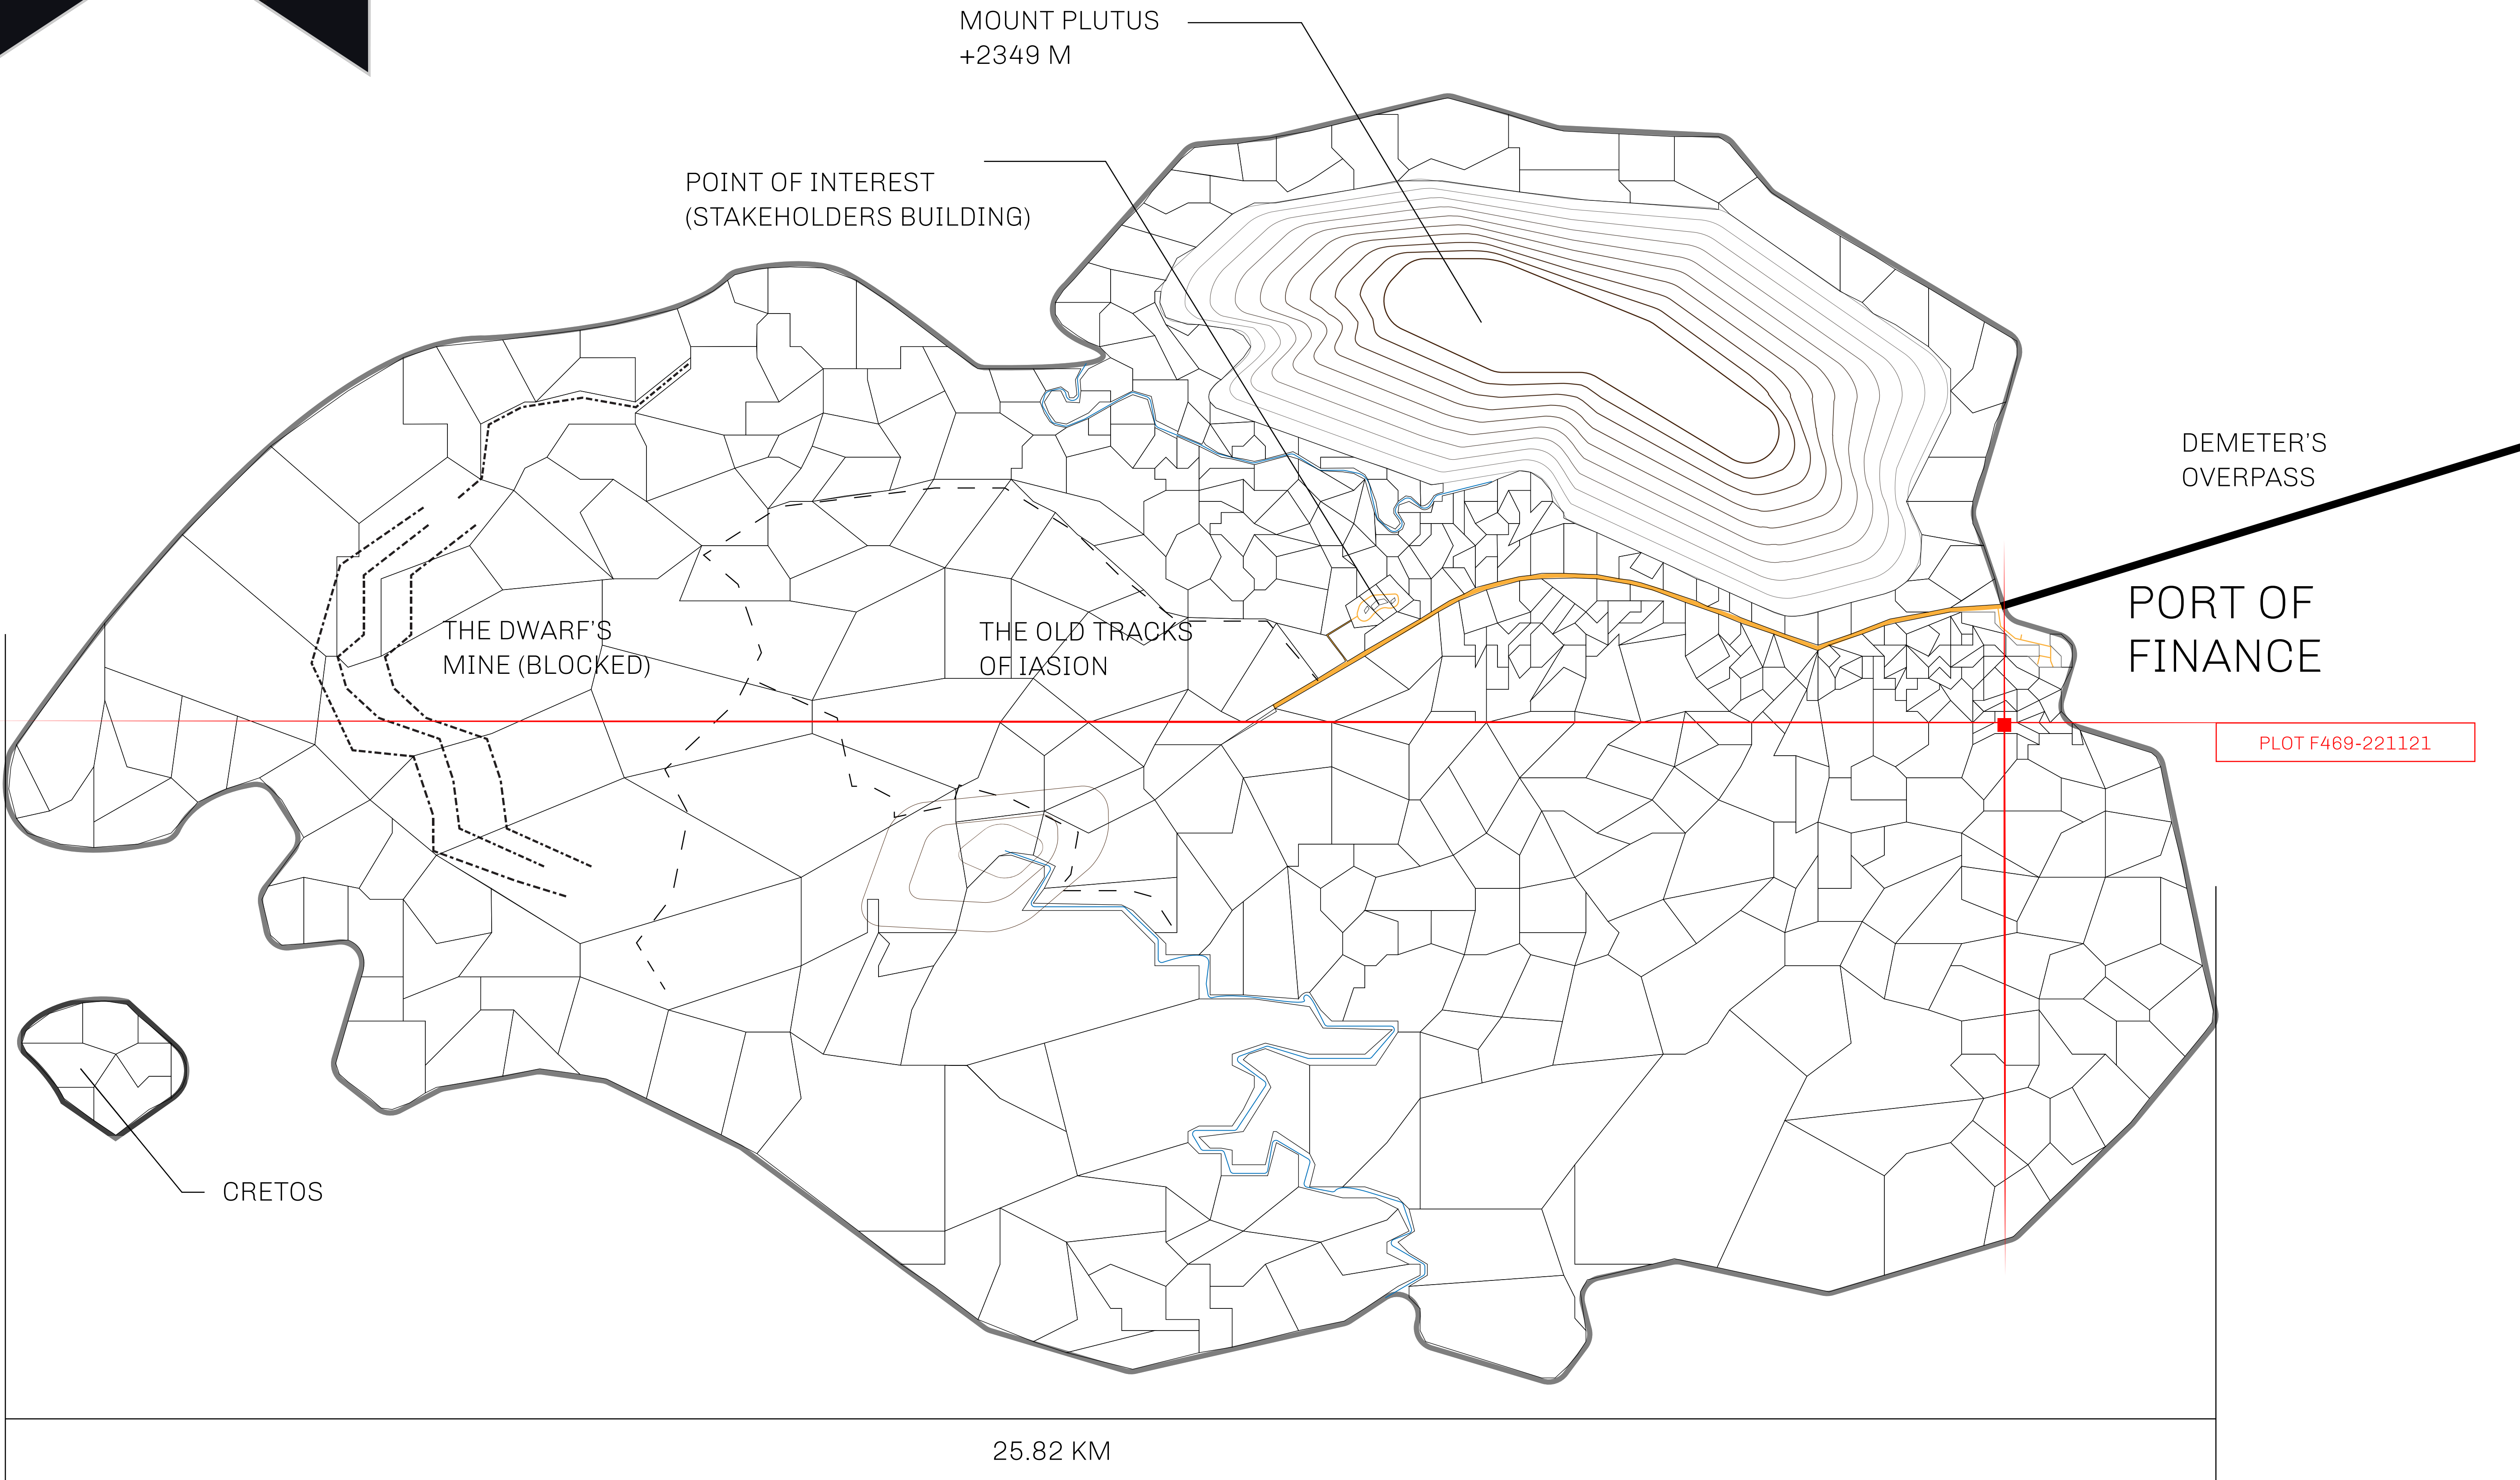 MOUNT PLUTUS
+2349 M
POINT OF INTEREST
(STAKEHOLDERS BUILDING)
DEMETER'S
OVERPASS
PORT OF
FINANCE
THE DWARF'S
MINE (BLOCKED)
THE OLD TRACKS
OF IASION
PLOT F469-221121
CRETOS
25.82 KM